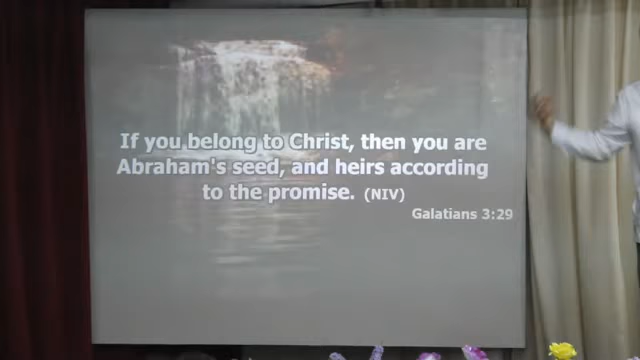 If you belong to Christ, then you are
Abraham's seed, and heirs according
to the promise. (NIV)
Galatians 3:29